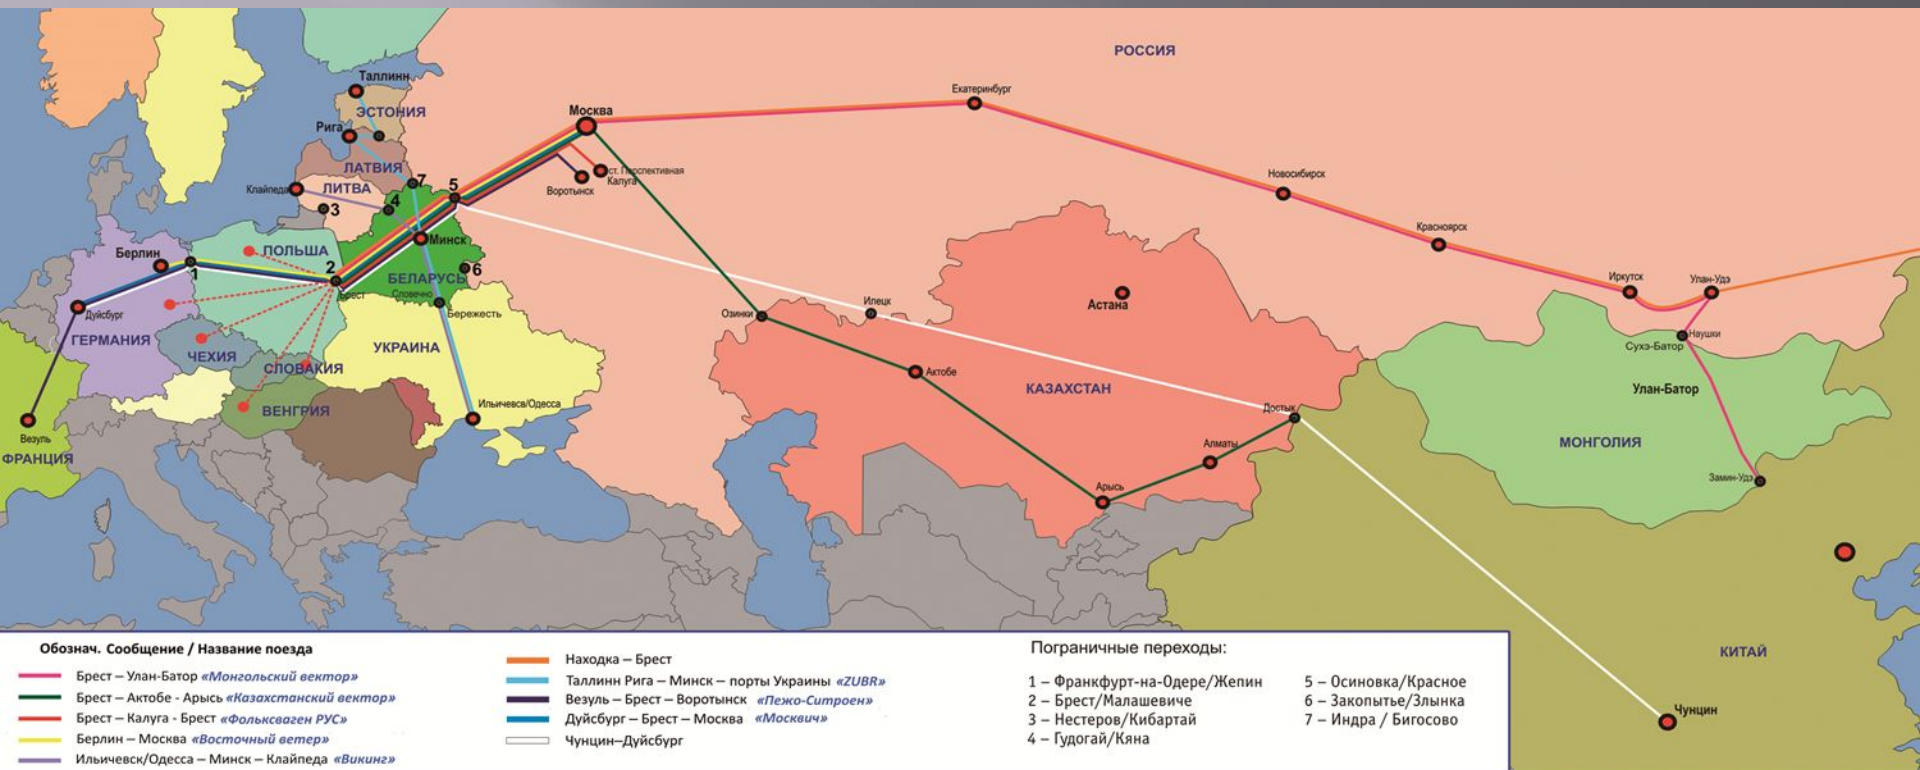 РОССИЯ
Таллинн
ЭСТОНИЯ
Екатеринбург
Москва
Рига
ЛАТВИЯ
ст. Перспективная
Калуга
Воротынск
Новосибирск
7
5
Клайпеда
ЛИТВА
3
4
Красноярск
Минск
Берлин
ПОЛЬША
1
2
Брест
БЕЛАРУСЬ
6
Словечно
Бережесть
Иркутск
Улан-Удэ
Астана
Илецк
Озинки
Дуйсбург
ГЕРМАНИЯ
Наушки
Сухэ-Батор
УКРАИНА
ЧЕХИЯ
СЛОВАКИЯ
Актобе
КАЗАХСТАН
Улан-Батор
Ильичевсв/Одесса
ВЕНГРИЯ
Достык
Везуль
ФРАНЦИЯ
Алматы
МОНГОЛИЯ
Арысь
Замин-Удэ
КИТАЙ
Чунцин
Обознач. Сообщение / Название поезда
Брест – Улан-Батор «Монгольский вектор»
Брест – Актобе - Арысь «Казахстанский вектор»
Брест – Калуга - Брест «Фольксваген РУС»
Берлин – Москва «Восточный ветер»
Ильичевск/Одесса – Минск – Клайпеда «Викинг»
Находка – Брест
Таллинн Рига – Минск – порты Украины «ZUBR»
Везуль – Брест – Воротынск «Пежо-Ситроен»
Дуйсбург – Брест – Москва «Москвич»
Чунцин–Дуйсбург
Пограничные переходы:
1 – Франкфурт-на-Одере/Жепин
2 – Брест/Малашевиче
3 – Нестеров/Кибартай
4 – Гудогай/Кяна
5 – Осиновка/Красное
6 – Закопытье/Злынка
7 – Индра / Бигосово